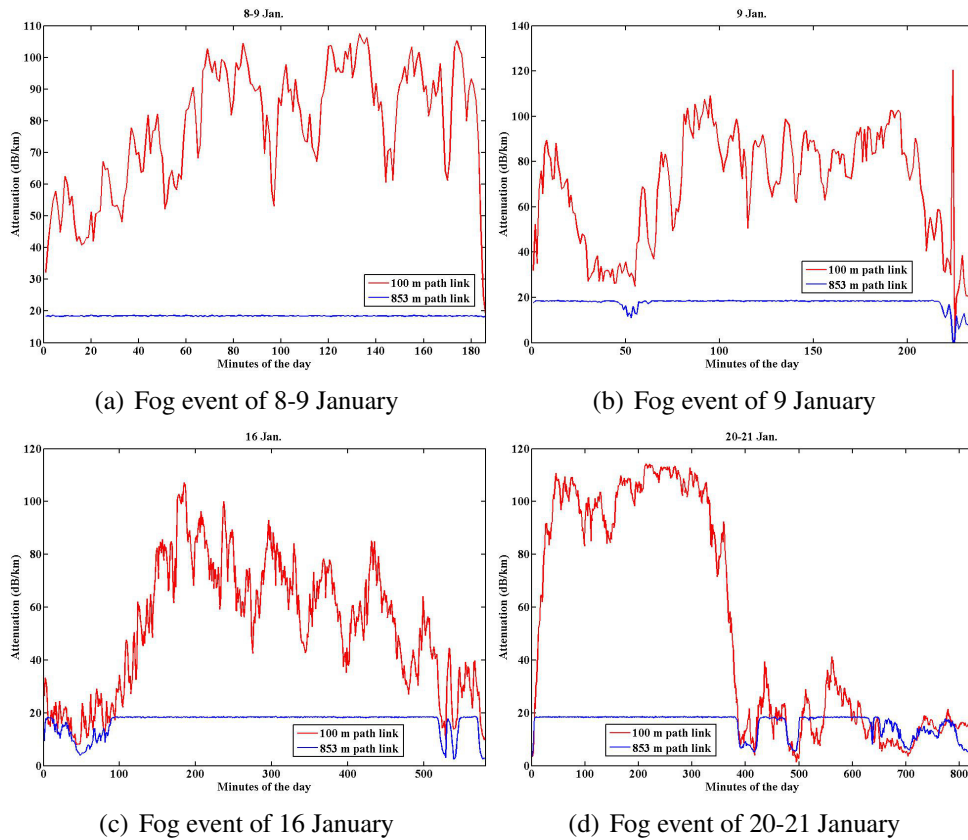 8-9 Jan.
Attenuation (dB/km)
110
100
90
80
70
60
50
40
30
20
10
0 20 40 60 80 100 120 140 160 180
Minutes of the day
100 m path link
853 m path link
(a) Fog event of 8-9 January
9 Jan.
Attenuation (dB/km)
140
120
100
80
60
40
20
0
0 50 100 150 200
Minutes of the day
100 m path link
853 m path link
(b) Fog event of 9 January
16 Jan.
Attenuation (dB/km)
120
100
80
60
40
20
0
0 100 200 300 400 500
Minutes of the day
100 m path link
853 m path link
(c) Fog event of 16 January
20-21 Jan.
Attenuation (dB/km)
120
100
80
60
40
20
0
0 100 200 300 400 500 600 700 800
Minutes of the day
100 m path link
853 m path link
(d) Fog event of 20-21 January